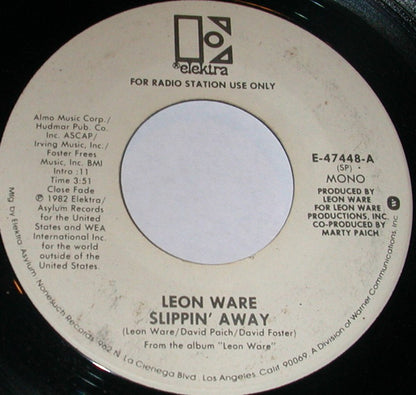 elektra
FOR RADIO STATION USE ONLY
Almo Music Corp./
Hudmar Pub. Co.
Inc. ASCAP/
Irving Music, Inc./
Foster Frees
Music Inc. BMI
Intro :11
Time 3:51
Close Fade
℗ © 1982 Elektra/
Asylum Records
for the United
States and WEA
International Inc.
for the world
outside of the
United States.
E-47448-A
(SP)
MONO
PRODUCED BY
LEON WARE
FOR LEON WARE
PRODUCTIONS, INC.
CO-PRODUCED BY
MARTY PAICH
LEON WARE
SLIPPIN' AWAY
(Leon Ware/David Paich/David Foster)
From the album "Leon Ware"
Mfg. by Elektra/Asylum/Nonesuch Records • 962 N. La Cienega Blvd., Los Angeles, Calif. 90069. A Division of Warner Communications, Inc.